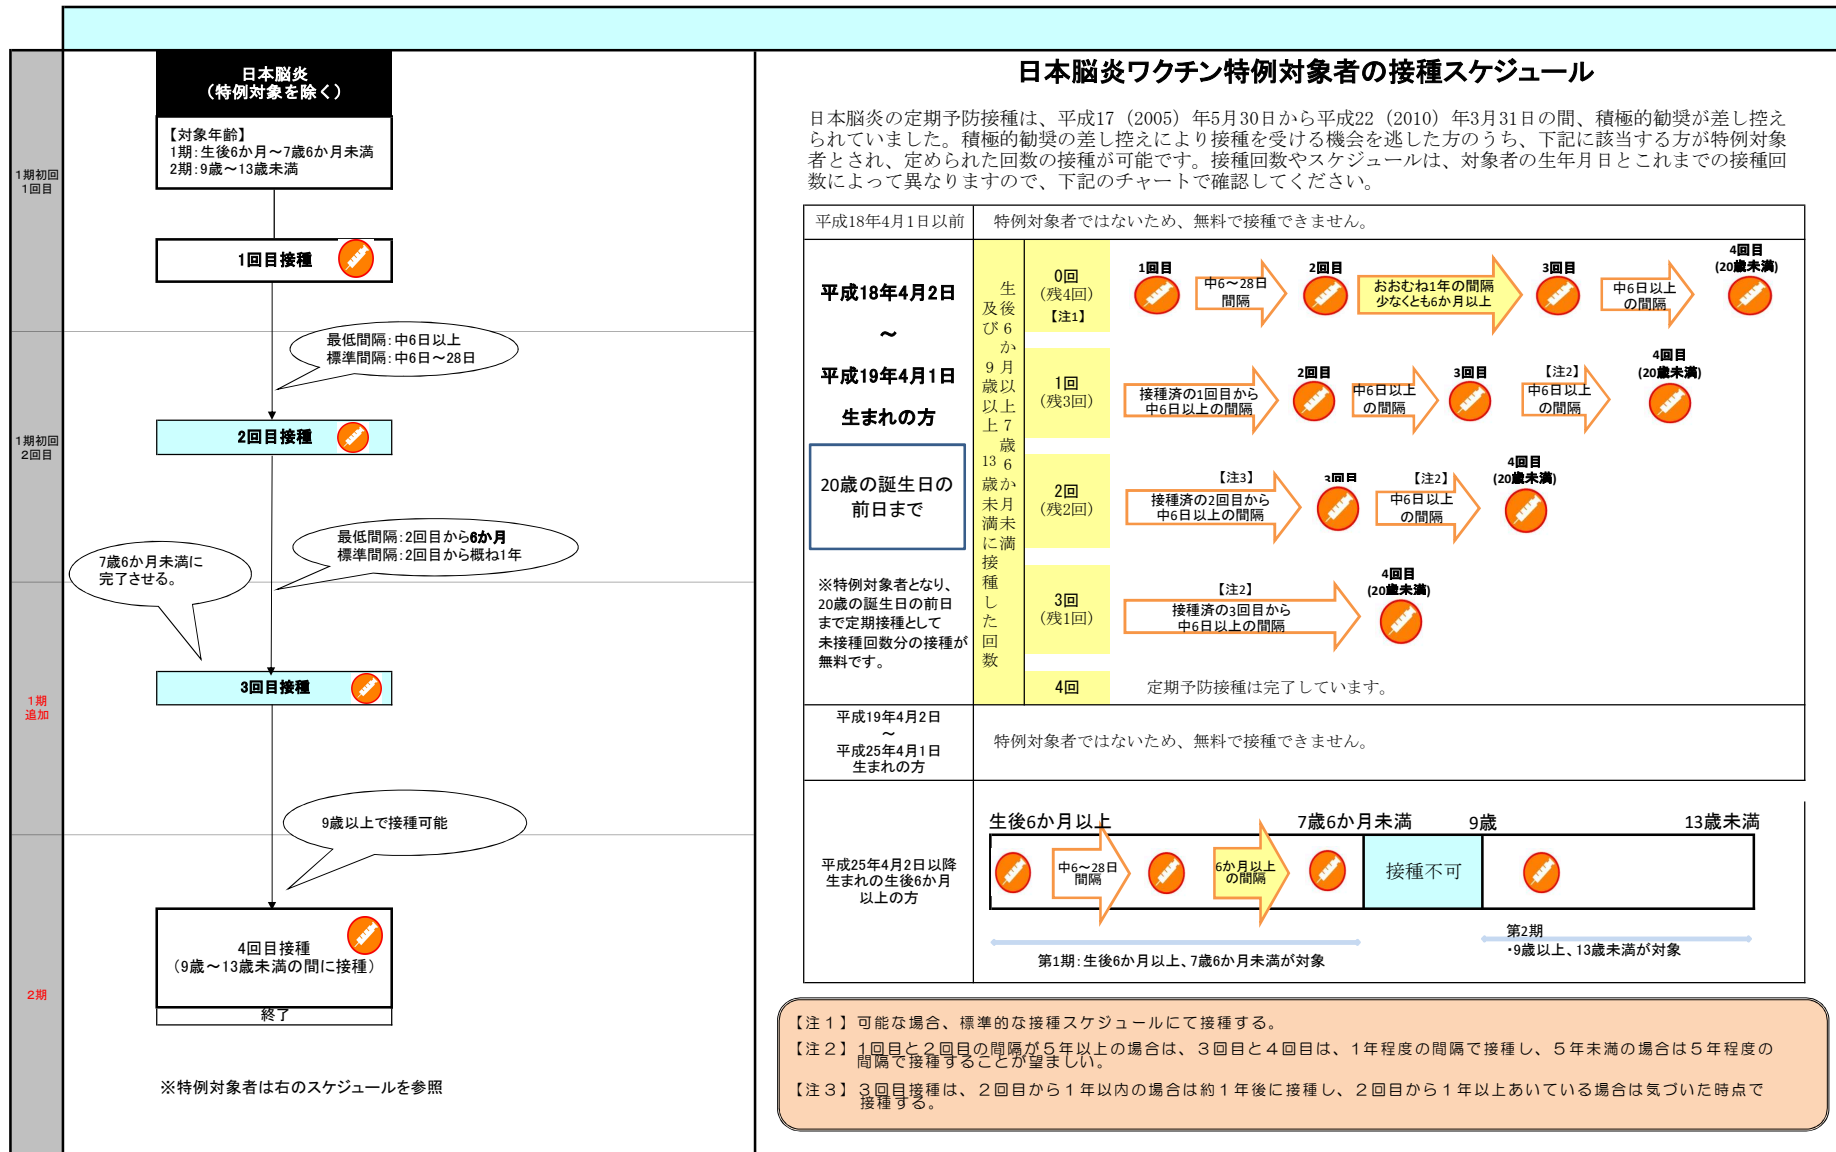 1期初回
1回目
1期初回
2回目
1期
追加
2期
日本脳炎
(特例対象を除く)
【対象年齢】
1期:生後6か月～7歳6か月未満
2期:9歳～13歳未満
1回目接種
最低間隔:中6日以上
標準間隔:中6日～28日
2回目接種
最低間隔:2回目から6か月
標準間隔:2回目から概ね1年
7歳6か月未満に
完了させる。
3回目接種
9歳以上で接種可能
4回目接種
(9歳～13歳未満の間に接種)
終了
※特例対象者は右のスケジュールを参照
日本脳炎ワクチン特例対象者の接種スケジュール
日本脳炎の定期予防接種は、平成17（2005）年5月30日から平成22（2010）年3月31日の間、積極的勧奨が差し控え
られていました。積極的勧奨の差し控えにより接種を受ける機会を逃した方のうち、下記に該当する方が特例対象
者とされ、定められた回数の接種が可能です。接種回数やスケジュールは、対象者の生年月日とこれまでの接種回
数によって異なりますので、下記のチャートで確認してください。
平成18年4月1日以前
特例対象者ではないため、無料で接種できません。
平成18年4月2日
～
平成19年4月1日
生まれの方
20歳の誕生日の
前日まで
※特例対象者となり、
20歳の誕生日の前日
まで定期接種として
未接種回数分の接種が
無料です。
生後6か月以上7歳6か月未満
及び9歳以上13歳未満に接種した回数
0回
(残4回)
【注1】
1回目
中6～28日
間隔
2回目
おおむね1年の間隔
少なくとも6か月以上
3回目
中6日以上
の間隔
4回目
(20歳未満)
1回
(残3回)
接種済の1回目から
中6日以上の間隔
2回目
中6日以上
の間隔
3回目
【注2】
中6日以上
の間隔
4回目
(20歳未満)
2回
(残2回)
【注3】
接種済の2回目から
中6日以上の間隔
3回目
【注2】
中6日以上
の間隔
4回目
(20歳未満)
3回
(残1回)
【注2】
接種済の3回目から
中6日以上の間隔
4回目
(20歳未満)
4回
定期予防接種は完了しています。
平成19年4月2日
～
平成25年4月1日
生まれの方
特例対象者ではないため、無料で接種できません。
平成25年4月2日以降
生まれの生後6か月
以上の方
生後6か月以上
7歳6か月未満
9歳
13歳未満
中6～28日
間隔
6か月以上
の間隔
接種不可
第1期:生後6か月以上、7歳6か月未満が対象
第2期
・9歳以上、13歳未満が対象
【注１】可能な場合、標準的な接種スケジュールにて接種する。
【注２】1回目と２回目の間隔が５年以上の場合は、３回目と４回目は、1年程度の間隔で接種し、５年未満の場合は５年程度の
間隔で接種することが望ましい。
【注３】３回目接種は、２回目から１年以内の場合は約１年後に接種し、２回目から１年以上あいている場合は気づいた時点で
接種する。